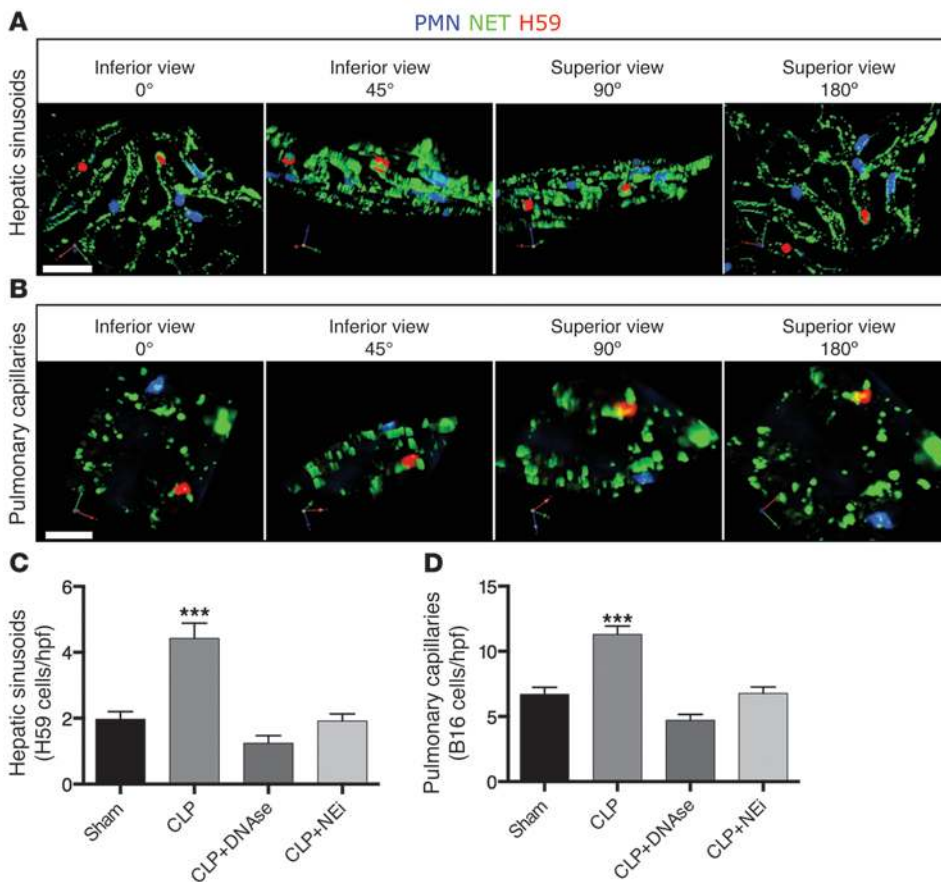 A
PMN NET H59
Hepatic sinusoids
Inferior view
0°
Inferior view
45°
Superior view
90°
Superior view
180°
B
Pulmonary capillaries
Inferior view
0°
Inferior view
45°
Superior view
90°
Superior view
180°
C
Hepatic sinusoids
(H59 cells/hpf)
6
4
2
0
***
Sham
CLP
CLP+DNAse
CLP+NEi
D
Pulmonary capillaries
(B16 cells/hpf)
15
10
5
0
***
Sham
CLP
CLP+DNAse
CLP+NEi